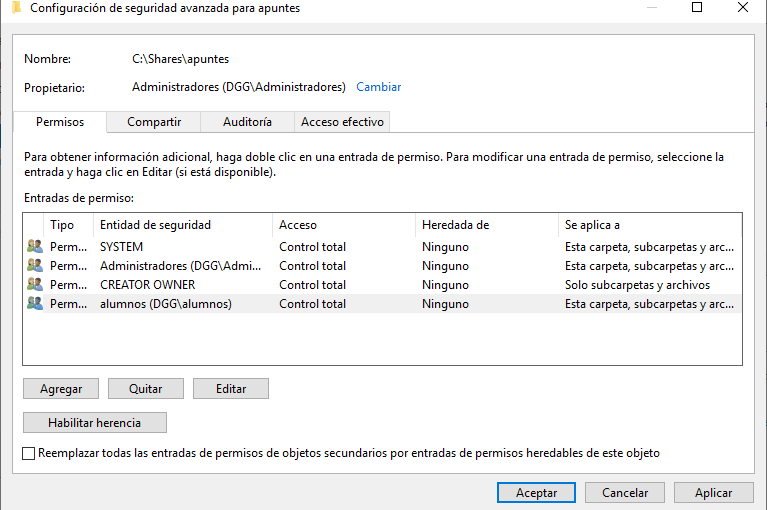 Configuración de seguridad avanzada para apuntes
Nombre: C:\Shares\apuntes
Propietario: Administradores (DGG\Administradores) Cambiar
Permisos Compartir Auditoría Acceso efectivo
Para obtener información adicional, haga doble clic en una entrada de permiso. Para modificar una entrada de permiso, seleccione la
entrada y haga clic en Editar (si está disponible).
Entradas de permiso:
Tipo Entidad de seguridad Acceso Heredada de Se aplica a
Perm... SYSTEM Control total Ninguno Esta carpeta, subcarpetas y arc...
Perm... Administradores (DGG\Admi... Control total Ninguno Esta carpeta, subcarpetas y arc...
Perm... CREATOR OWNER Control total Ninguno Solo subcarpetas y archivos
Perm... alumnos (DGG\alumnos) Control total Ninguno Esta carpeta, subcarpetas y arc...
Agregar Quitar Editar
Habilitar herencia
Reemplazar todas las entradas de permisos de objetos secundarios por entradas de permisos heredables de este objeto
Aceptar Cancelar Aplicar